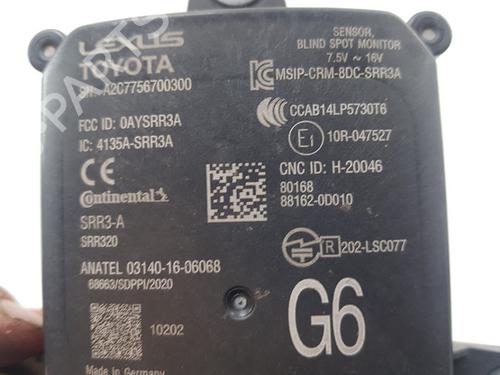 LEXUS
TOYOTA
SN: A2C7756700300
FCC ID: OAYSRR3A
IC: 4135A-SRR3A
CE
Continental
SRR3-A
SRR320
ANATEL 03140-16-06068
68663/SDPPI/2020
10202
Made in Germany
SENSOR,
BLIND SPOT MONITOR
7.5V ~ 16V
MSIP-CRM-8DC-SRR3A
CCAB14LP5730T6
E1 10R-047527
CNC ID: H-20046
80168
88162-0D010
R 202-LSC077
G6